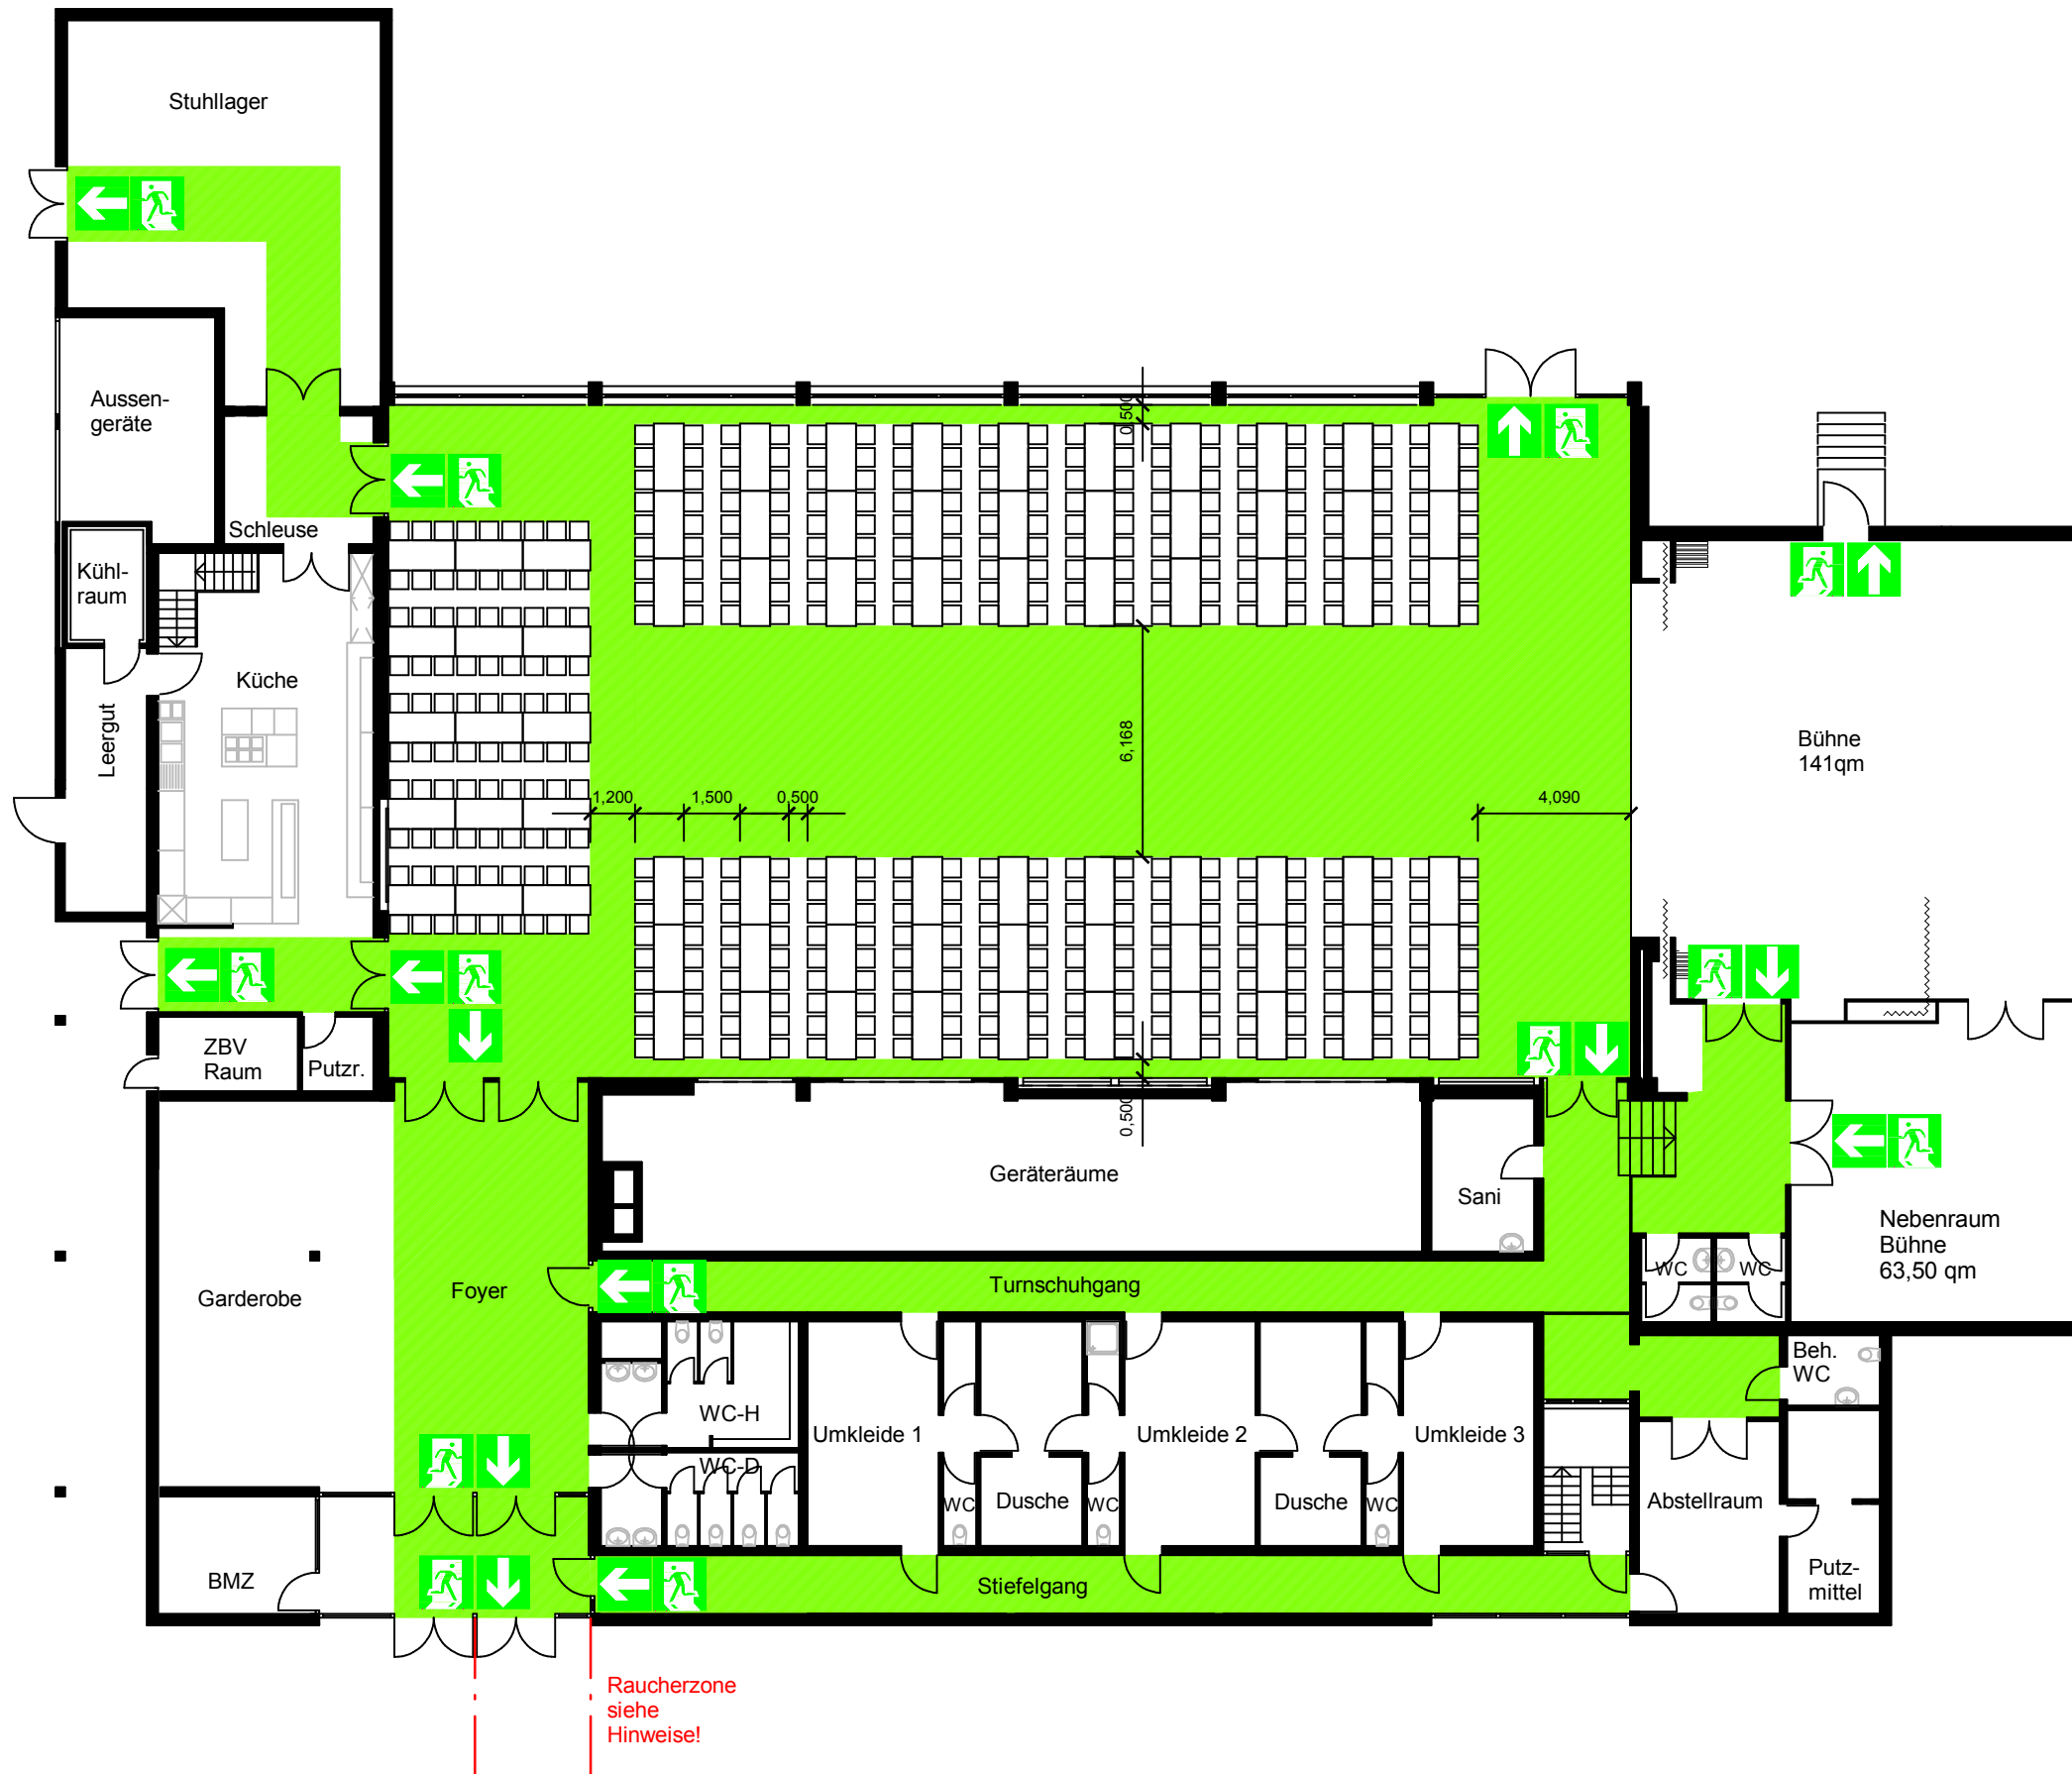 Stuhllager
Aussen-
geräte
0,500
Schleuse
Kühl-
raum
Küche
Leergut
6,168
Bühne
141qm
1,200
1,500
0,500
4,090
ZBV
Raum
Putzr.
0,500
Geräteräume
Sani
Nebenraum
Bühne
63,50 qm
WC
WC
Garderobe
Foyer
Turnschuhgang
Beh.
WC
WC-H
Umkleide 1
Umkleide 2
Umkleide 3
WC-D
Dusche
Dusche
WC
WC
WC
Abstellraum
BMZ
Stiefelgang
Putz-
mittel
Raucherzone
siehe
Hinweise!